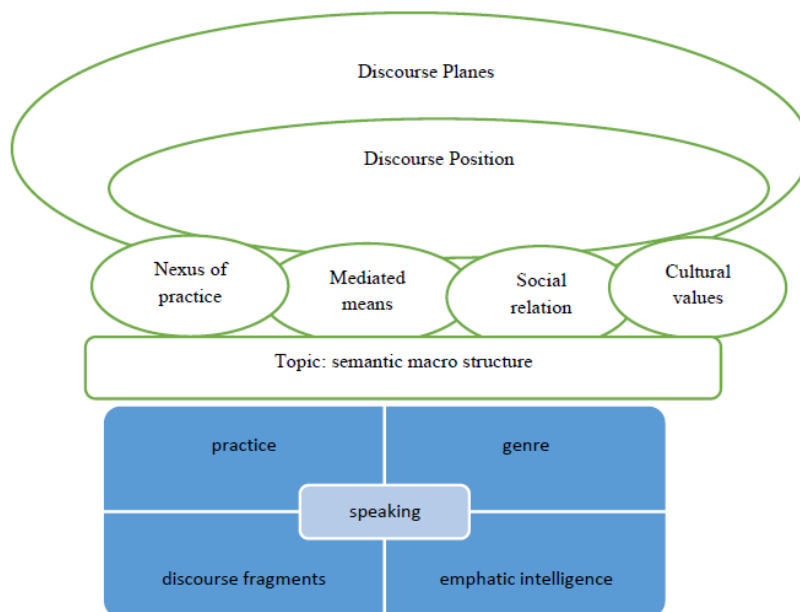 Discourse Planes
Discourse Position
Nexus of
practice
Mediated
means
Social
relation
Cultural
values
Topic: semantic macro structure
practice
genre
speaking
discourse fragments
emphatic intelligence